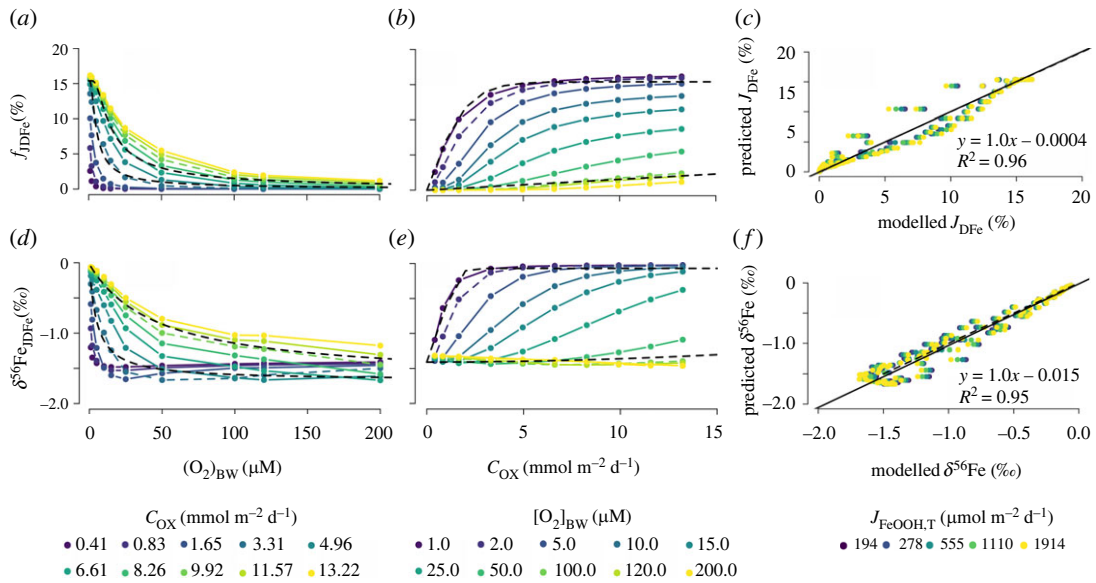 (a) (b) (c)
20 15 10 5 0
f_JDFe (%)
20 15 10 5 0
predicted J_DFe (%)
y = 1.0x – 0.0004
R² = 0.96
0 5 10 15 20
modelled J_DFe (%)
(d) (e) (f)
0 –1.0 –2.0
δ⁵⁶Fe_JDFe (‰)
0 50 100 150 200
(O₂)_BW (µM)
0 5 10 15
C_OX (mmol m⁻² d⁻¹)
0 –1.0 –2.0
predicted δ⁵⁶Fe (‰)
y = 1.0x – 0.015
R² = 0.95
–2.0 –1.5 –1.0 –0.5 0.0
modelled δ⁵⁶Fe (‰)
C_OX (mmol m⁻² d⁻¹)
0.41 0.83 1.65 3.31 4.96
6.61 8.26 9.92 11.57 13.22
[O₂]_BW (µM)
1.0 2.0 5.0 10.0 15.0
25.0 50.0 100.0 120.0 200.0
J_FeOOH,T (µmol m⁻² d⁻¹)
194 278 555 1110 1914